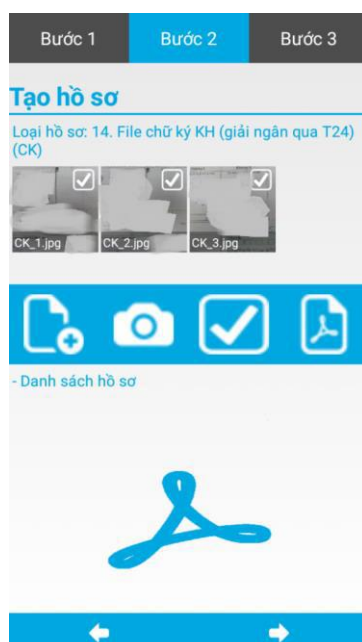 Bước 1
Bước 2
Bước 3
Tạo hồ sơ
Loại hồ sơ: 14. File chữ ký KH (giải ngân qua T24)
(CK)
CK_1.jpg
CK_2.jpg
CK_3.jpg
- Danh sách hồ sơ